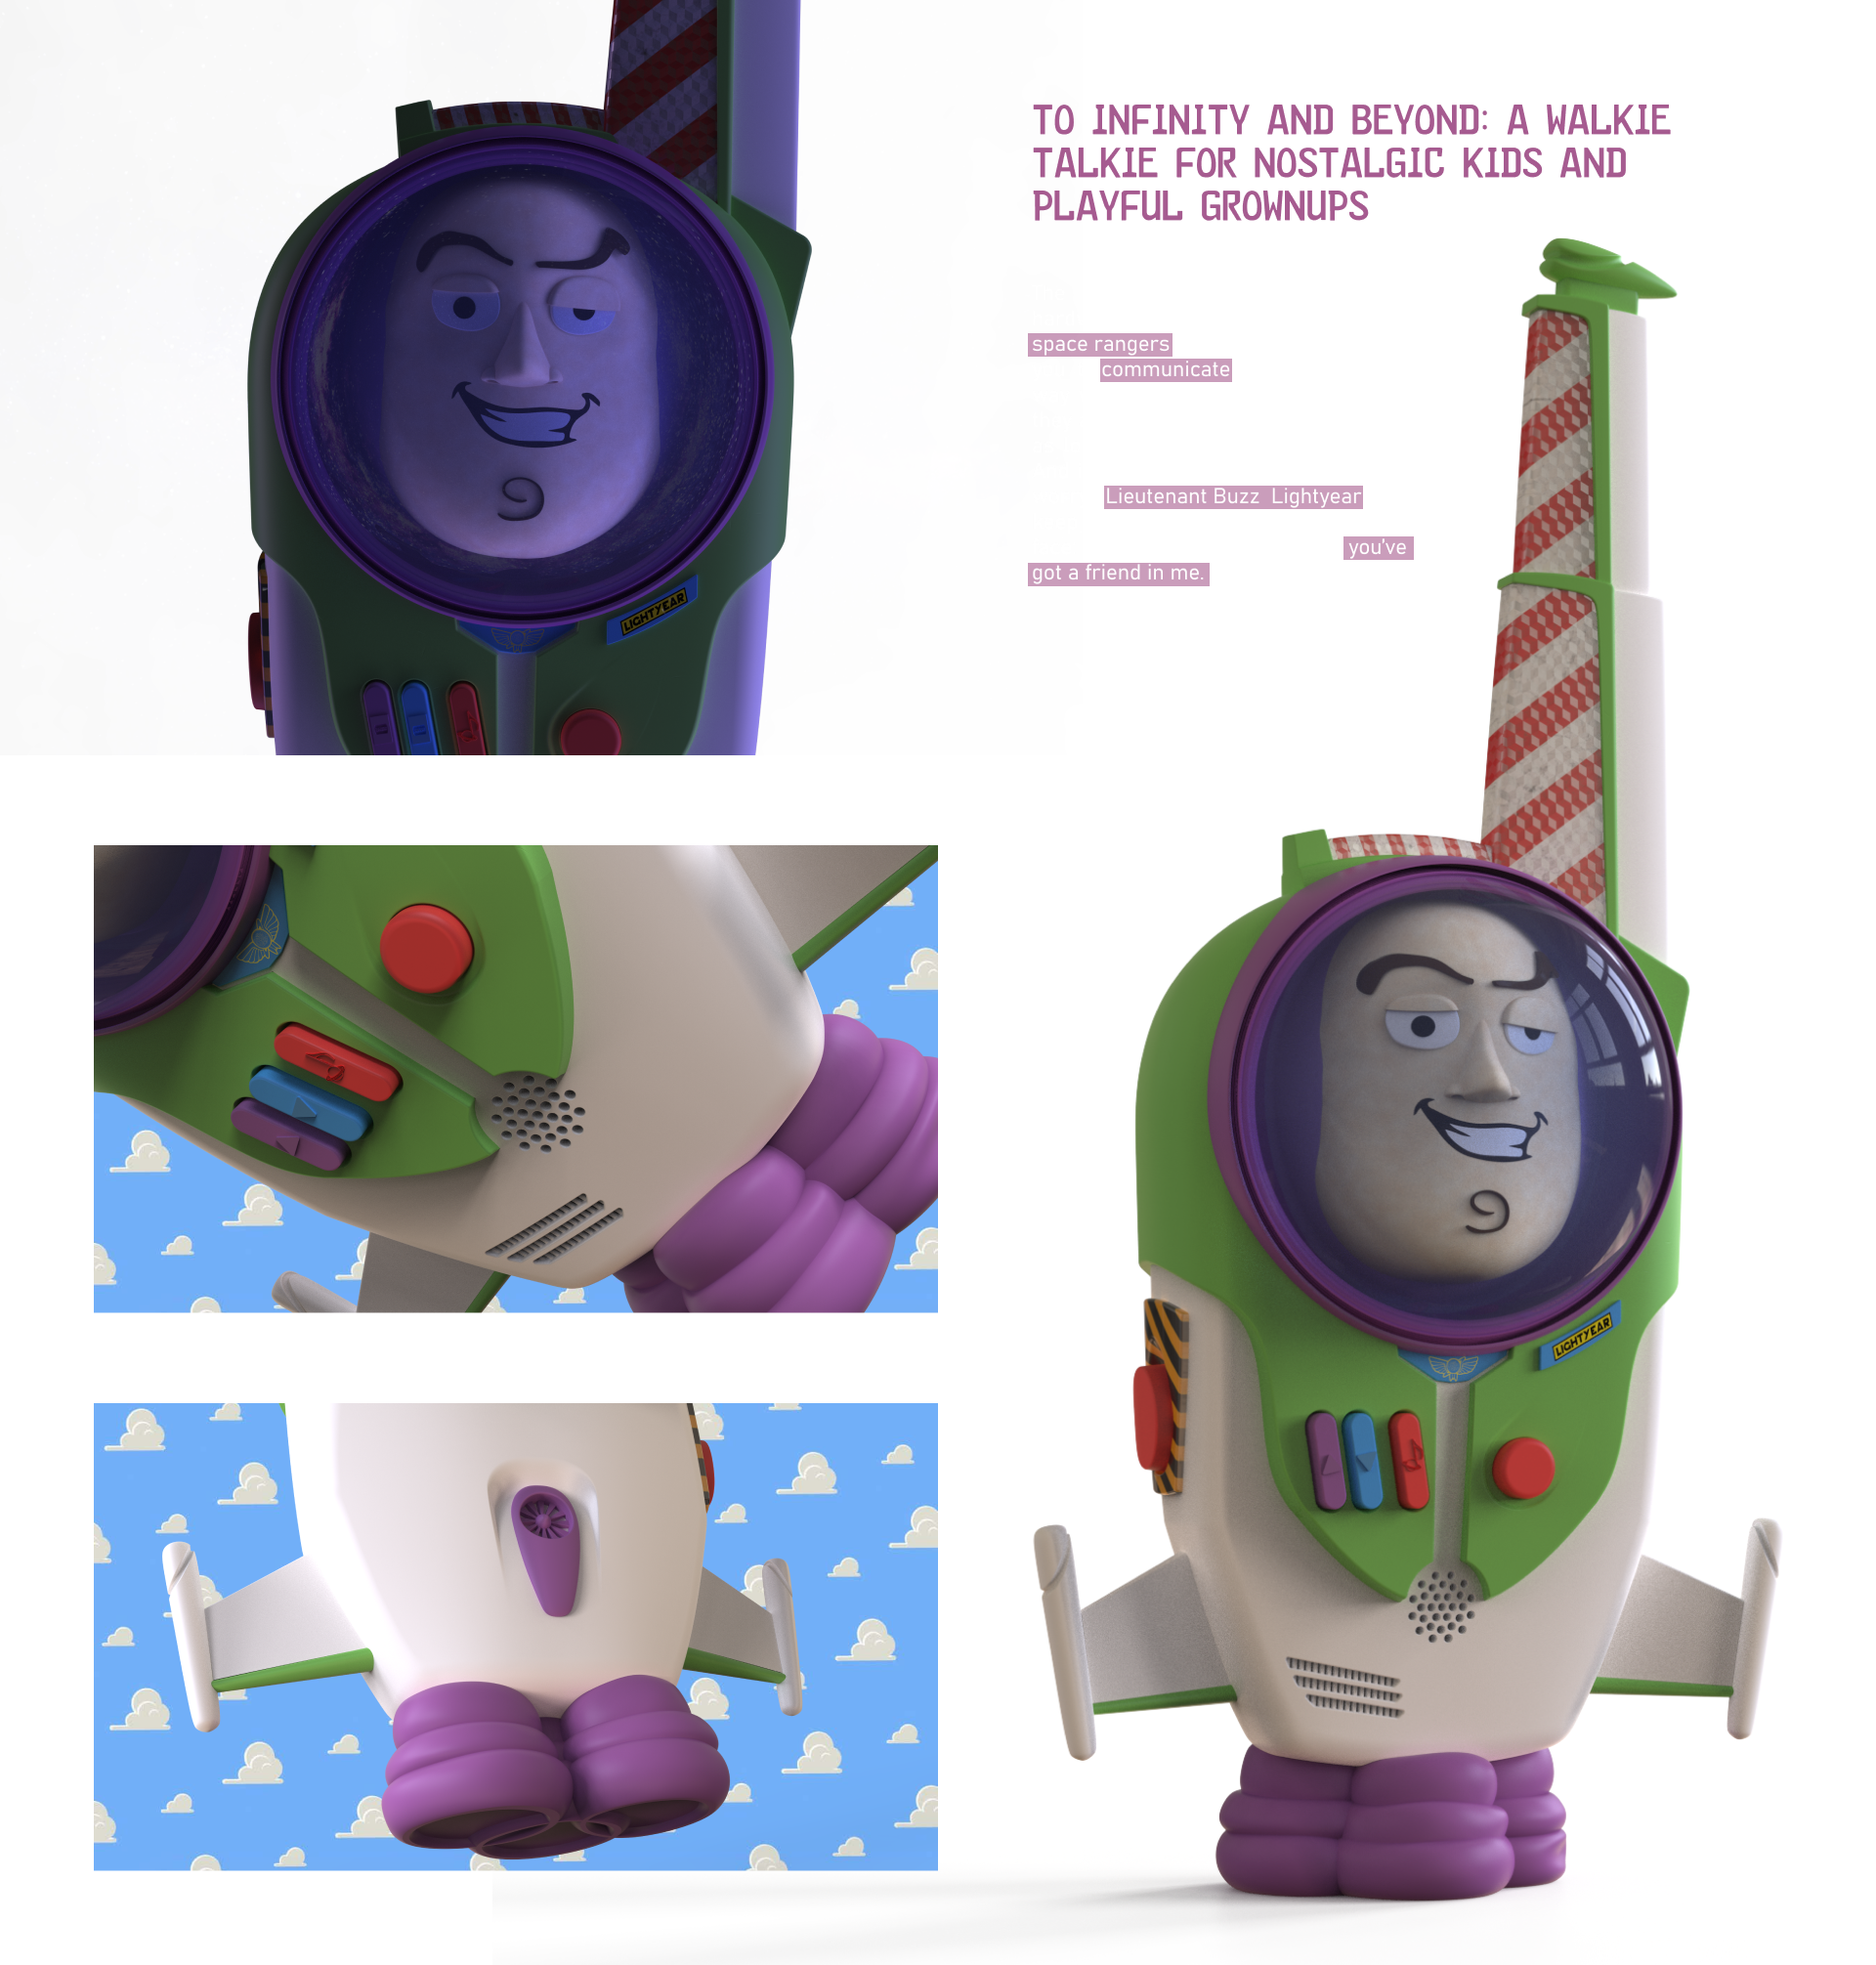 TO INFINITY AND BEYOND: A WALKIE
TALKIE FOR NOSTALGIC KIDS AND
PLAYFUL GROWNUPS
space rangers
communicate
Lieutenant Buzz Lightyear
you've
got a friend in me.
LIGHTYEAR
LIGHTYEAR